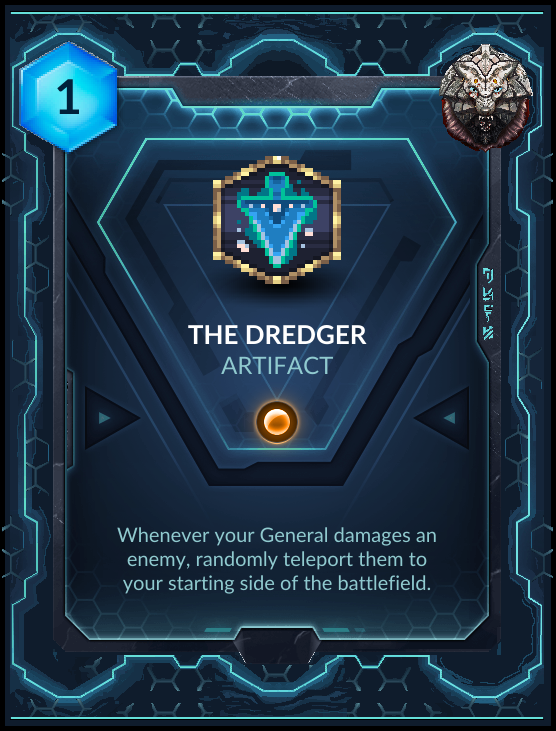 1
THE DREDGER
ARTIFACT
Whenever your General damages an
enemy, randomly teleport them to
your starting side of the battlefield.